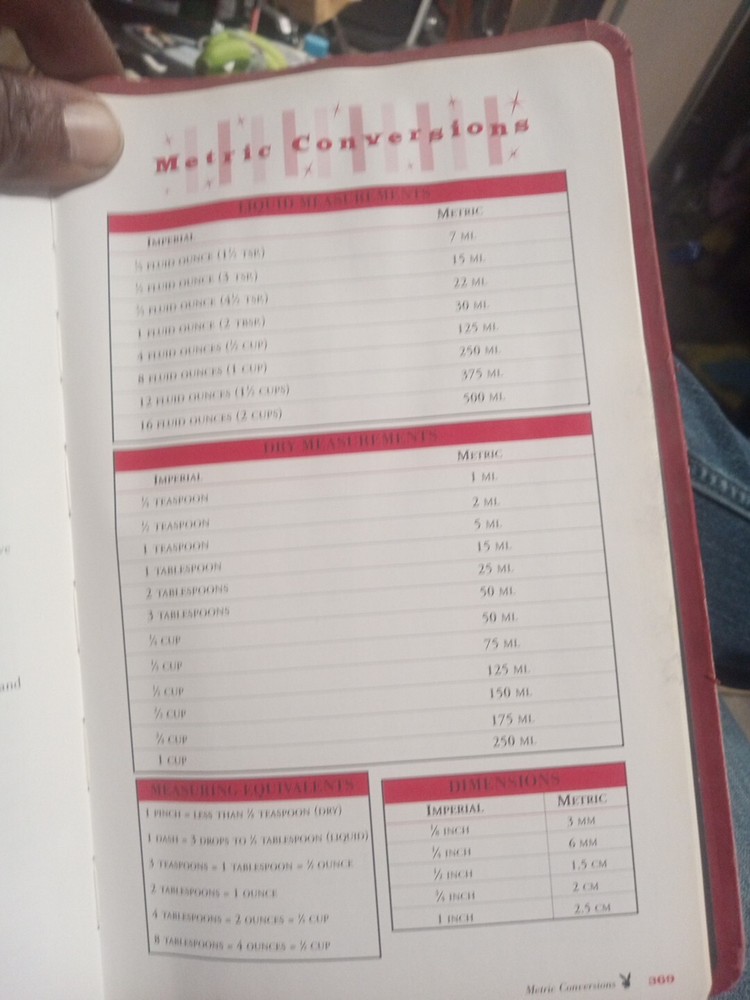 ve
and
Metric Conversions
LIQUID MEASUREMENTS
IMPERIAL METRIC
¼ FLUID OUNCE (1½ TSP.) 7 ML
½ FLUID OUNCE (3 TSP.) 15 ML
¾ FLUID OUNCE (4½ TSP.) 22 ML
1 FLUID OUNCE (2 TBSP.) 30 ML
4 FLUID OUNCES (½ CUP) 125 ML
8 FLUID OUNCES (1 CUP) 250 ML
12 FLUID OUNCES (1½ CUPS) 375 ML
16 FLUID OUNCES (2 CUPS) 500 ML
DRY MEASUREMENTS
IMPERIAL METRIC
¼ TEASPOON 1 ML
½ TEASPOON 2 ML
1 TEASPOON 5 ML
1 TABLESPOON 15 ML
2 TABLESPOONS 25 ML
3 TABLESPOONS 50 ML
¼ CUP 50 ML
⅓ CUP 75 ML
½ CUP 125 ML
⅔ CUP 150 ML
¾ CUP 175 ML
1 CUP 250 ML
MEASURING EQUIVALENTS
1 PINCH = LESS THAN TEASPOON (DRY)
1 DASH = 3 DROPS TO TABLESPOON (LIQUID)
3 TEASPOONS = 1 TABLESPOON = ½ OUNCE
2 TABLESPOONS = 1 OUNCE
4 TABLESPOONS = 2 OUNCES = ¼ CUP
8 TABLESPOONS = 4 OUNCES = ½ CUP
DIMENSIONS
IMPERIAL METRIC
⅛ INCH 3 MM
¼ INCH 6 MM
½ INCH 1.5 CM
¾ INCH 2 CM
1 INCH 2.5 CM
Metric Conversions 369